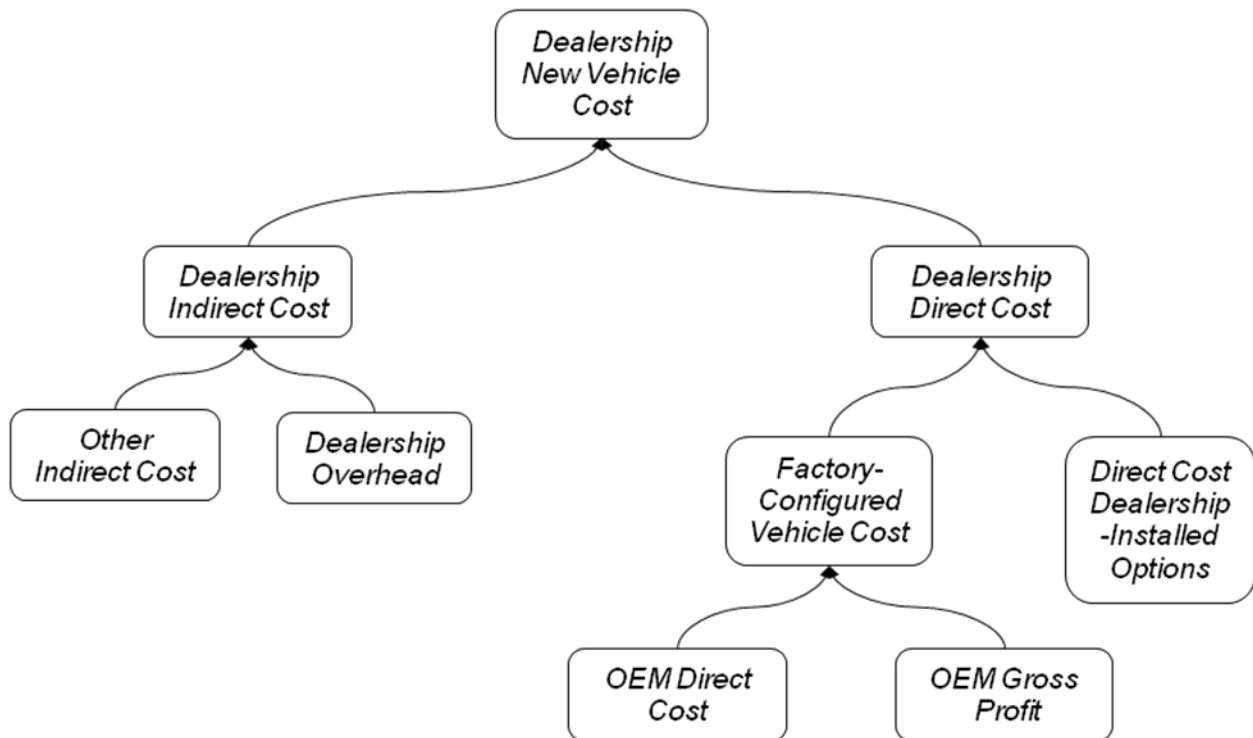 Dealership
New Vehicle
Cost
Dealership
Indirect Cost
Dealership
Direct Cost
Other
Indirect Cost
Dealership
Overhead
Factory-
Configured
Vehicle Cost
Direct Cost
Dealership
-Installed
Options
OEM Direct
Cost
OEM Gross
Profit